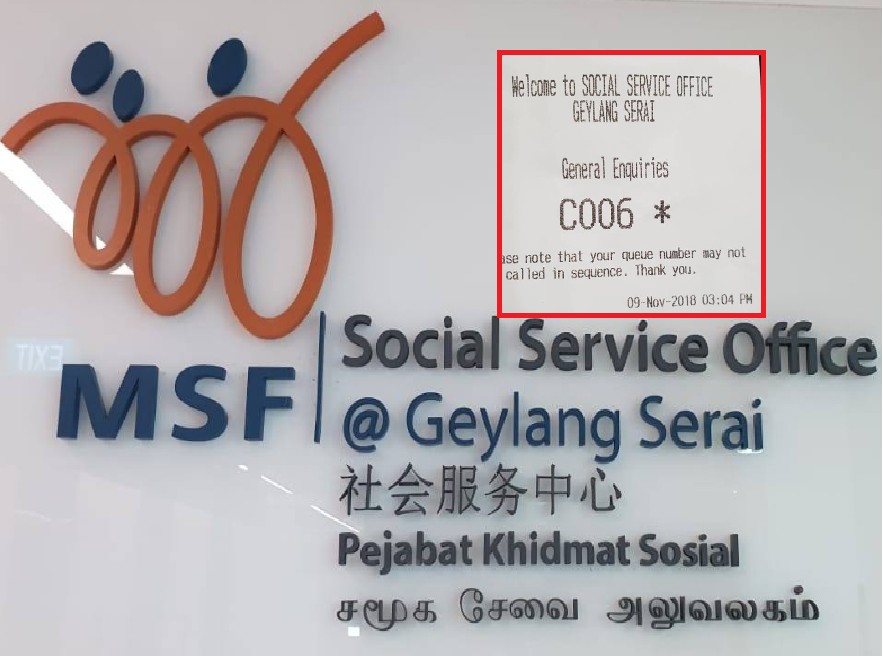 Welcome to SOCIAL SERVICE OFFICE
GEYLANG SERAI
General Enquiries
C006 *
ase note that your queue number may not
called in sequence. Thank you.
09-Nov-2018 03:04 PM
EXIT
MSF
Social Service Office
@ Geylang Serai
社会服务中心
Pejabat Khidmat Sosial
சமூக சேவை அலுவலகம்